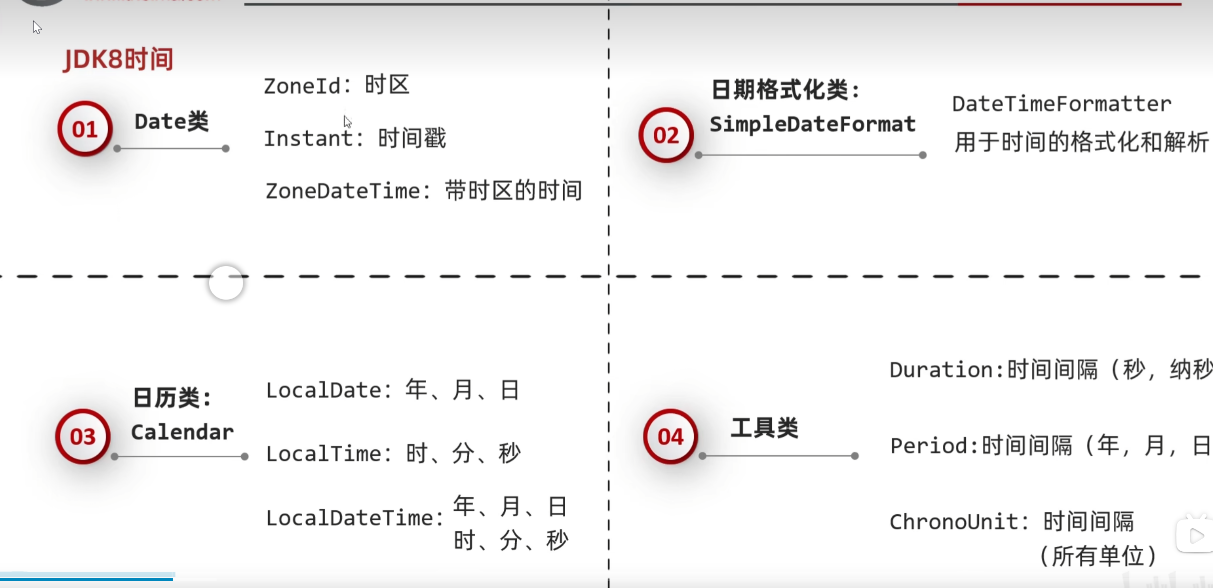 JDK8时间
01
Date类
ZoneId：时区
Instant：时间戳
ZoneDateTime：带时区的时间
02
日期格式化类：
SimpleDateFormat
DateTimeFormatter
用于时间的格式化和解析
03
日历类：
Calendar
LocalDate：年、月、日
LocalTime：时、分、秒
LocalDateTime：年、月、日
时、分、秒
04
工具类
Duration:时间间隔（秒，纳秒
Period:时间间隔（年，月，日
ChronoUnit：时间间隔
（所有单位）